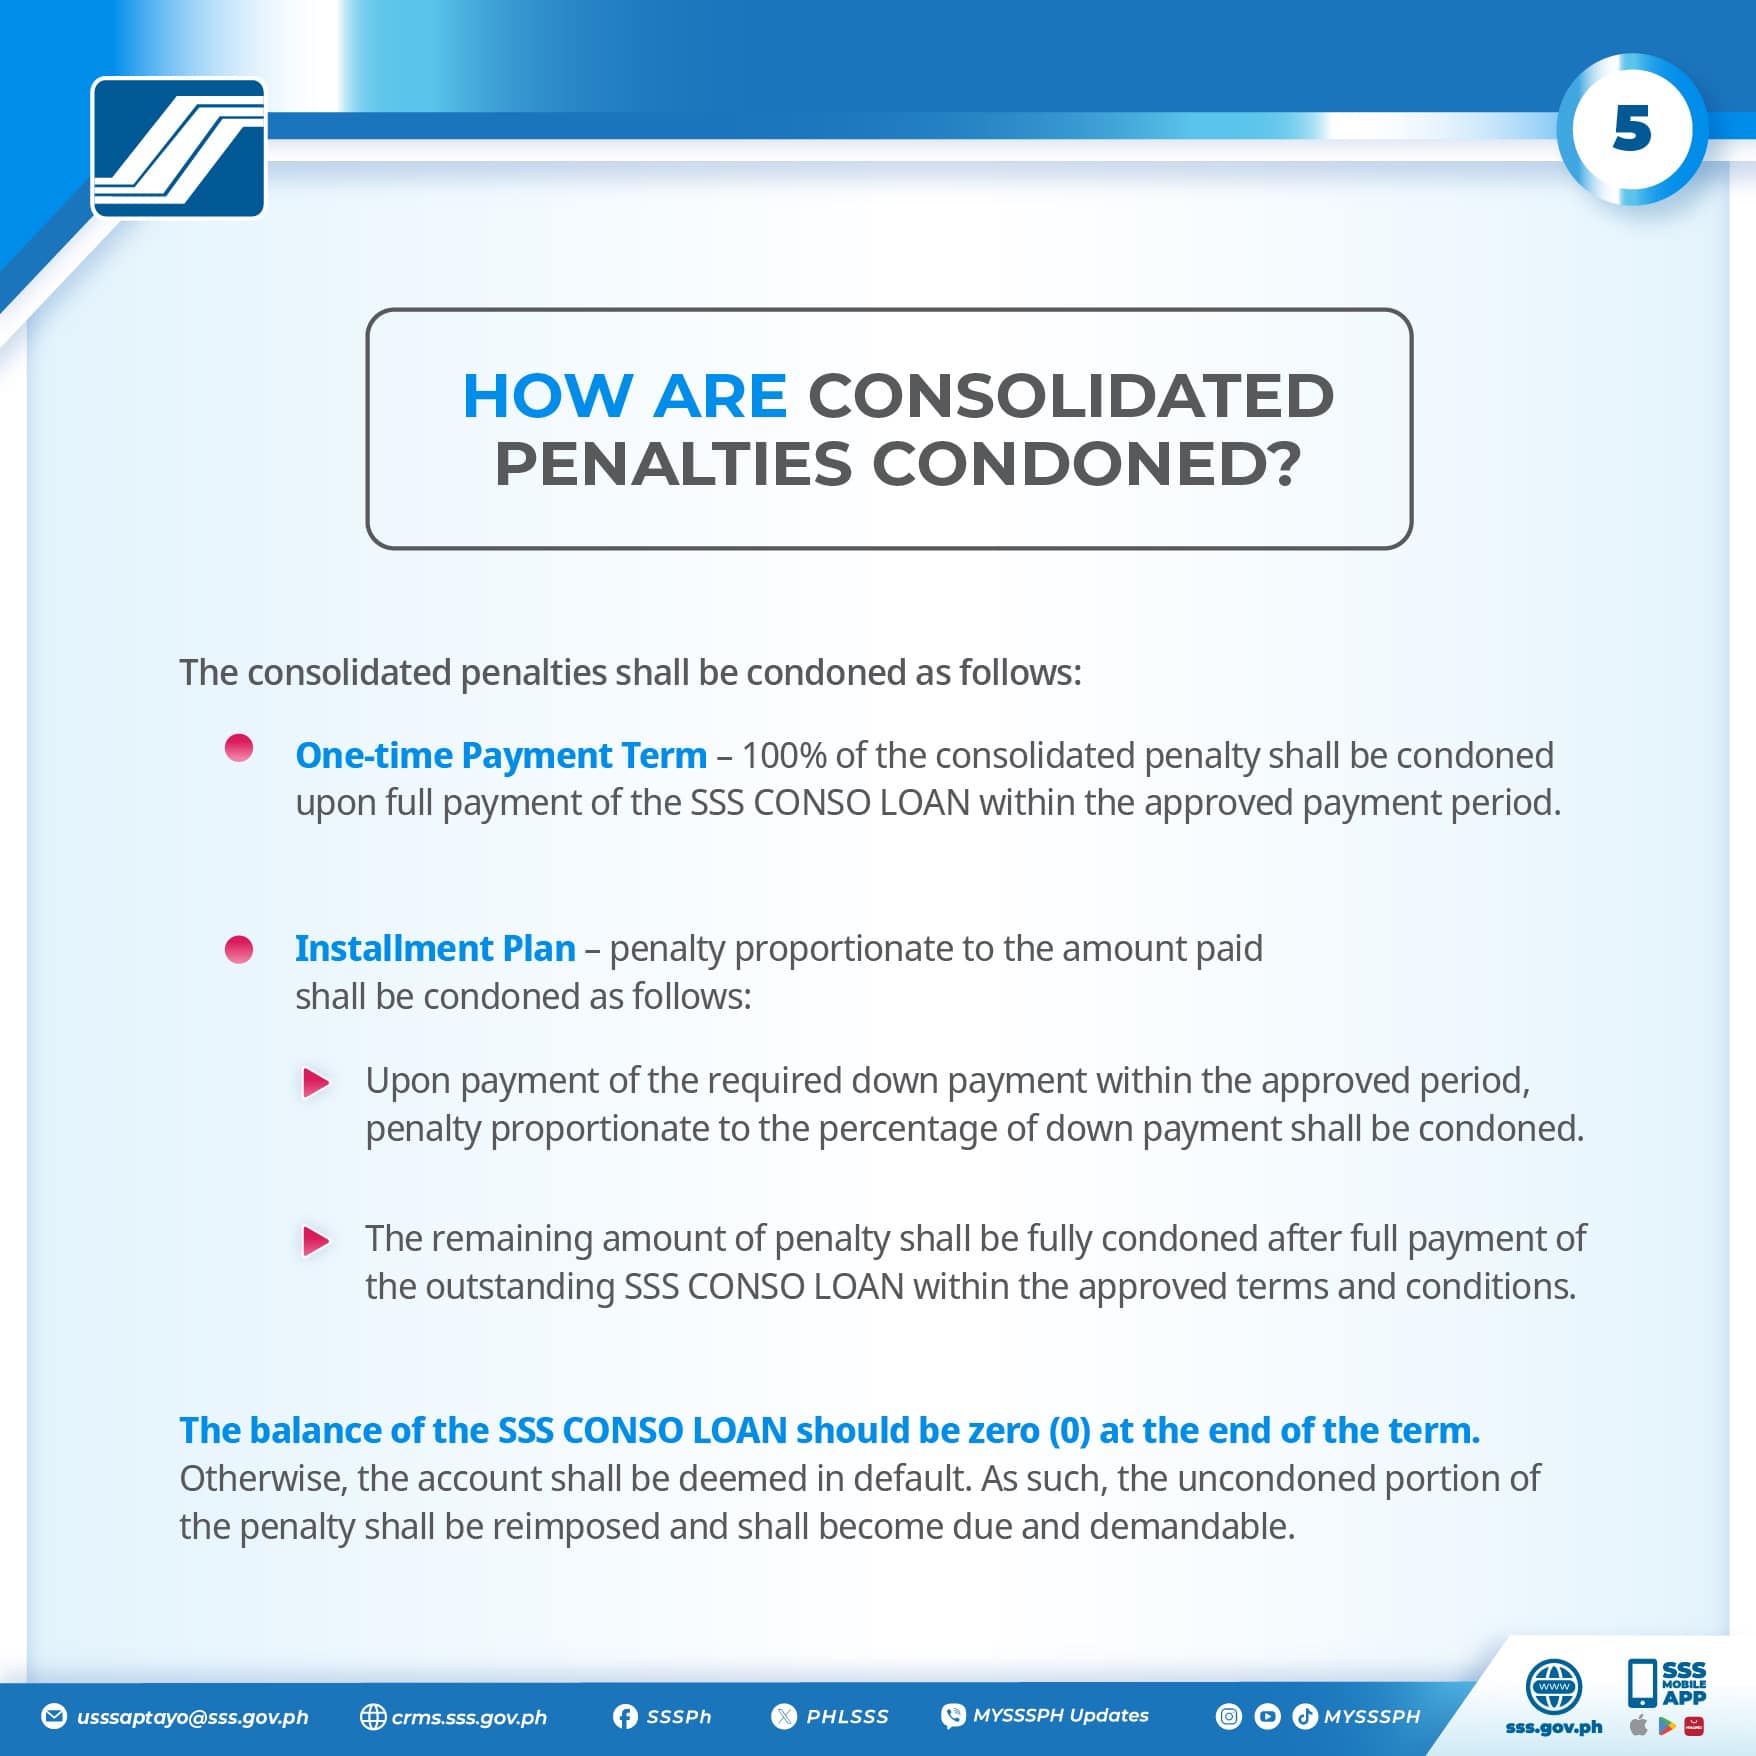 5
HOW ARE CONSOLIDATED
PENALTIES CONDONED?
The consolidated penalties shall be condoned as follows:
One-time Payment Term – 100% of the consolidated penalty shall be condoned
upon full payment of the SSS CONSO LOAN within the approved payment period.
Installment Plan – penalty proportionate to the amount paid
shall be condoned as follows:
Upon payment of the required down payment within the approved period,
penalty proportionate to the percentage of down payment shall be condoned.
The remaining amount of penalty shall be fully condoned after full payment of
the outstanding SSS CONSO LOAN within the approved terms and conditions.
The balance of the SSS CONSO LOAN should be zero (0) at the end of the term.
Otherwise, the account shall be deemed in default. As such, the uncondoned portion of
the penalty shall be reimposed and shall become due and demandable.
usssaptayo@sss.gov.ph
crms.sss.gov.ph
SSSPh
PHLSSS
MYSSSPH Updates
MYSSSPH
www
sss.gov.ph
SSS
MOBILE
APP